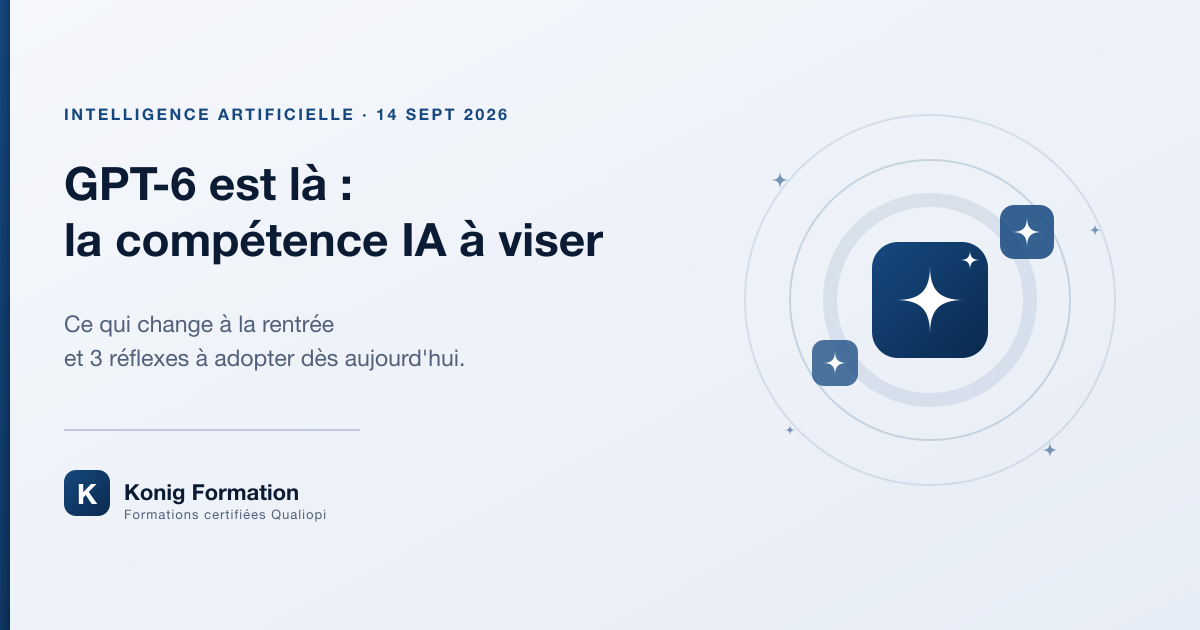 INTELLIGENCE ARTIFICIELLE · 14 SEPT 2026
GPT-6 est là :
la compétence IA à viser
Ce qui change à la rentrée
et 3 réflexes à adopter dès aujourd'hui.
K
Konig Formation
Formations certifiées Qualiopi